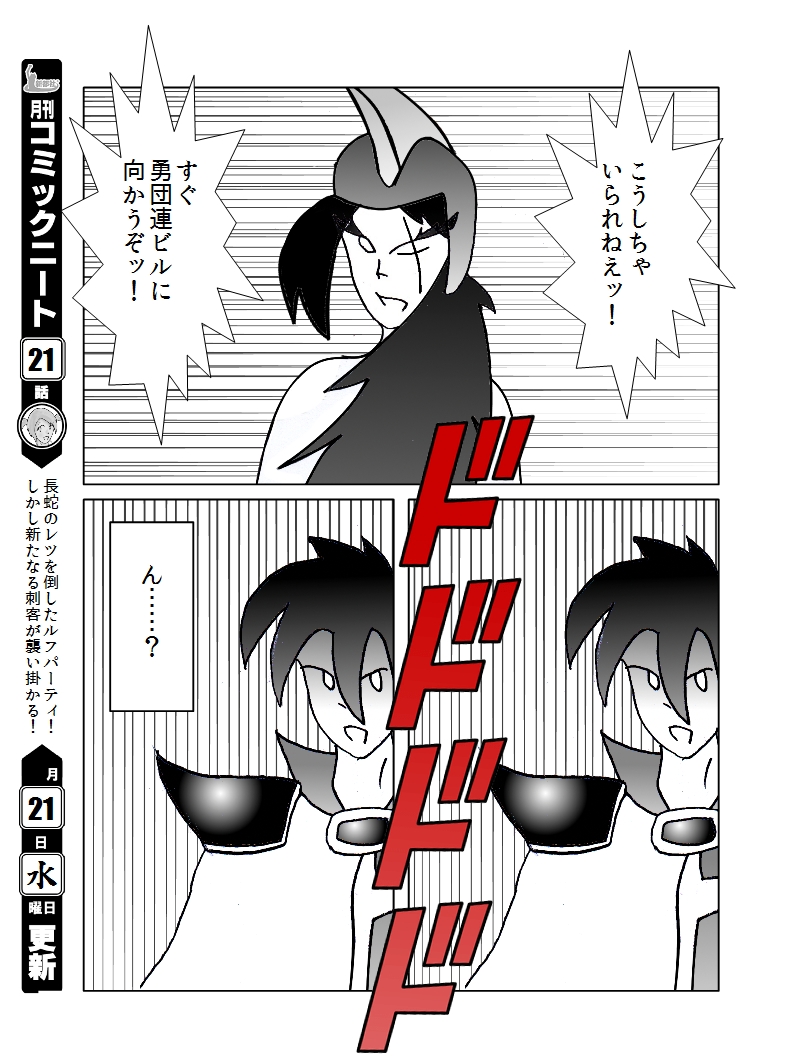 こうしちゃ
いられねえッ！
すぐ
勇団連ビルに
向かうぞッ！
ドドドド
ん……？
新都社
月刊
コミックニート
21
話
長蛇のレツを倒したルフパーティ！
しかし新たなる刺客が襲い掛かる！
月
21
日
水
曜日
更新